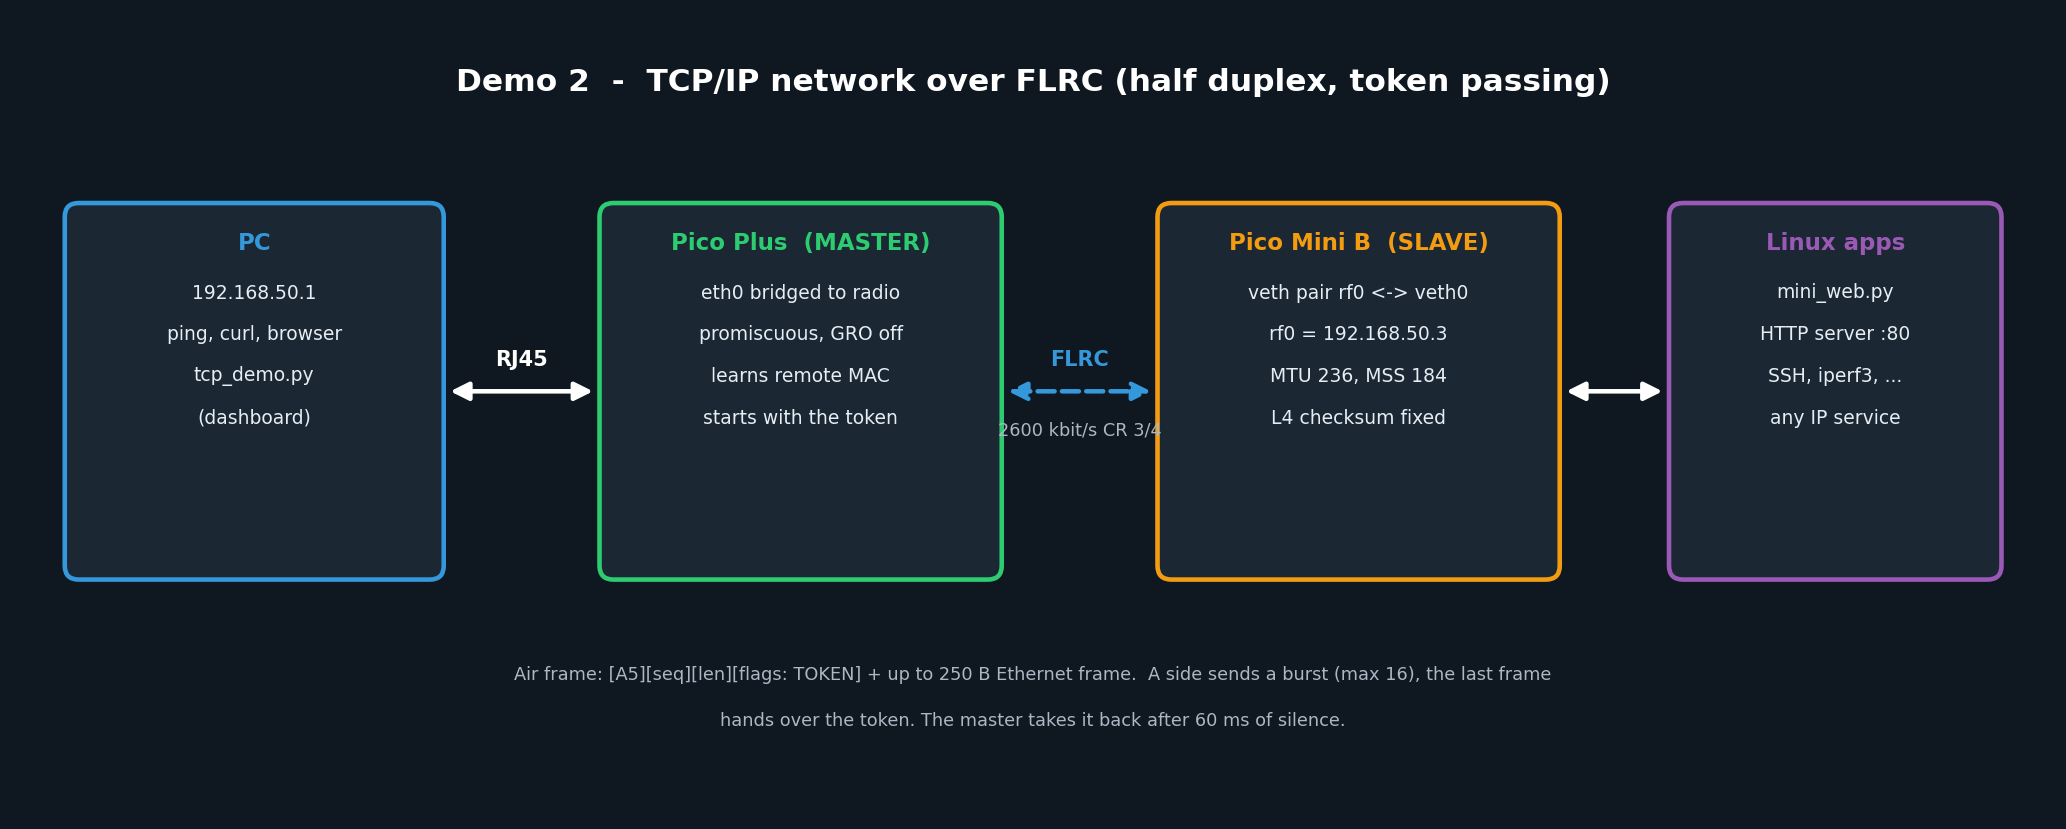 Demo 2  -  TCP/IP network over FLRC (half duplex, token passing)
PC
192.168.50.1
ping, curl, browser
tcp_demo.py
(dashboard)
RJ45
Pico Plus  (MASTER)
eth0 bridged to radio
promiscuous, GRO off
learns remote MAC
starts with the token
FLRC
2600 kbit/s CR 3/4
Pico Mini B  (SLAVE)
veth pair rf0 <-> veth0
rf0 = 192.168.50.3
MTU 236, MSS 184
L4 checksum fixed
Linux apps
mini_web.py
HTTP server :80
SSH, iperf3, ...
any IP service
Air frame: [A5][seq][len][flags: TOKEN] + up to 250 B Ethernet frame.  A side sends a burst (max 16), the last frame
hands over the token. The master takes it back after 60 ms of silence.